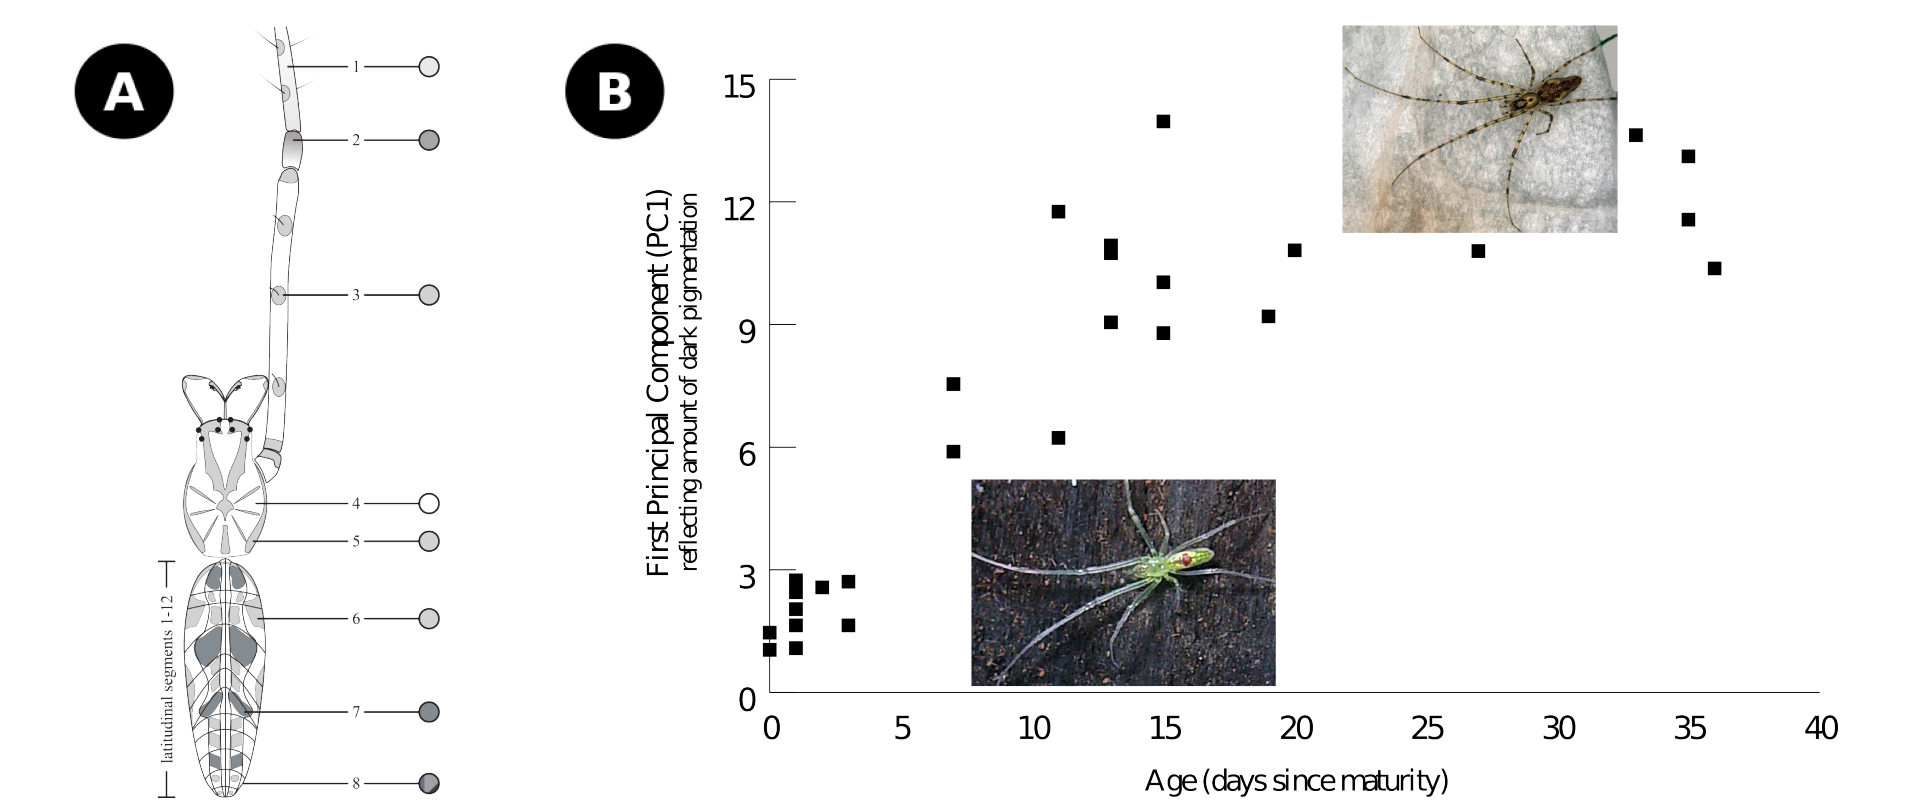 A
1
2
3
4
5
6
7
8
latitudinal segments 1-12
B
First Principal Component (PC1)
reflecting amount of dark pigmentation
15
12
9
6
3
0
0 5 10 15 20 25 30 35 40
Age (days since maturity)